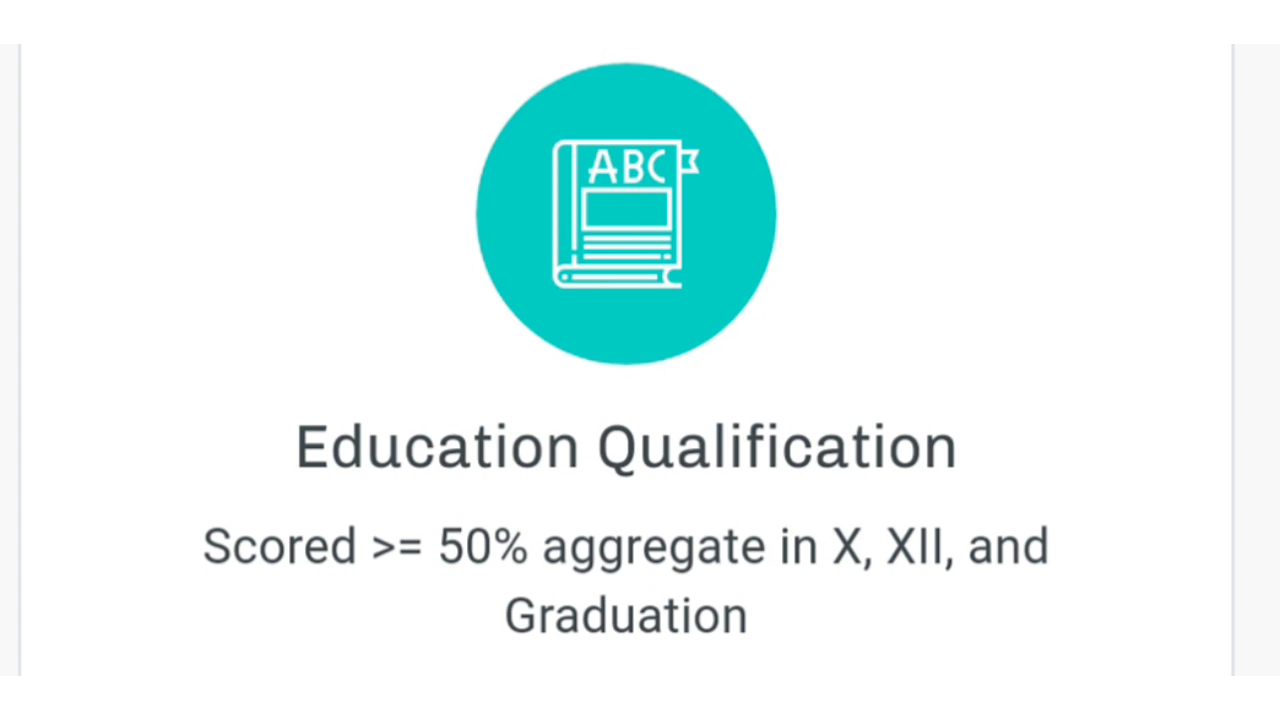 ABC
Education Qualification
Scored >= 50% aggregate in X, XII, and
Graduation